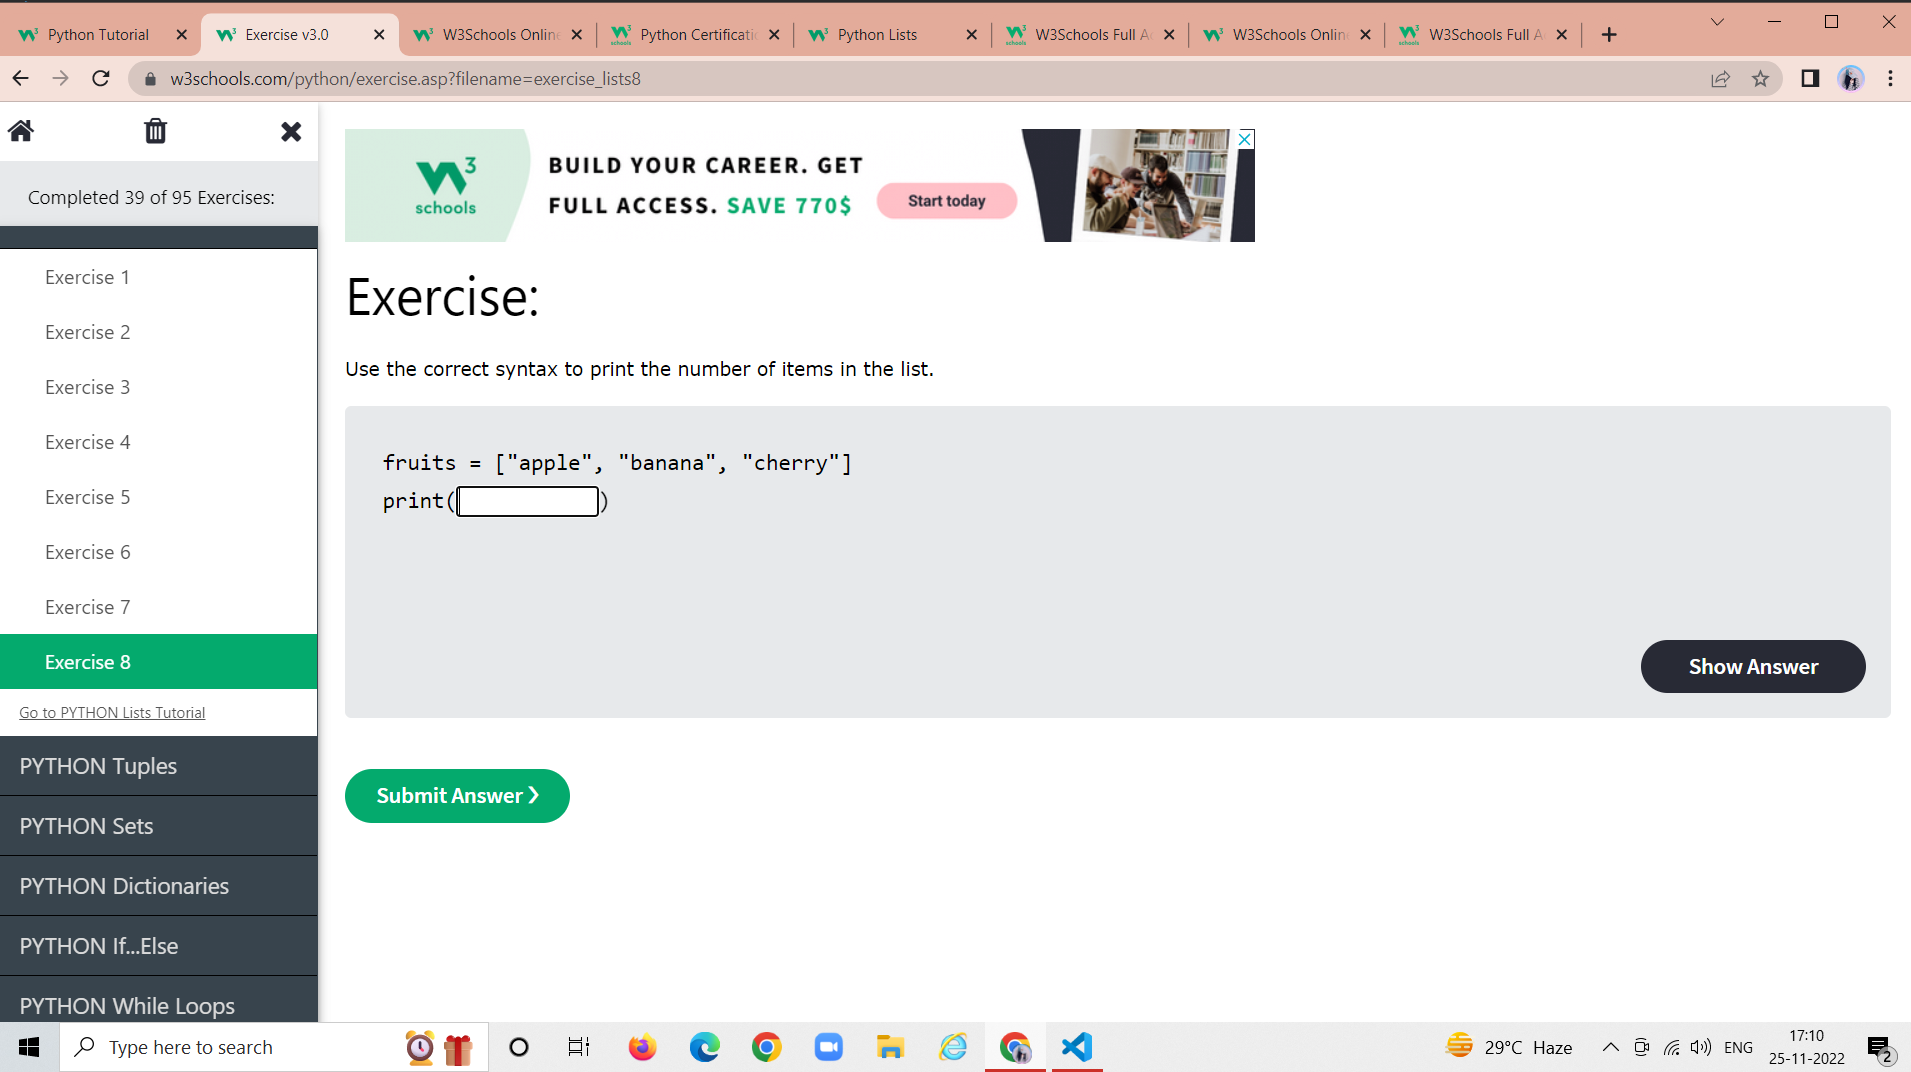 Python Tutorial
Exercise v3.0
W3Schools Online
Python Certificatio
Python Lists
W3Schools Full A
W3Schools Online
W3Schools Full A
w3schools.com/python/exercise.asp?filename=exercise_lists8
Completed 39 of 95 Exercises:
Exercise 1
Exercise 2
Exercise 3
Exercise 4
Exercise 5
Exercise 6
Exercise 7
Exercise 8
Go to PYTHON Lists Tutorial
PYTHON Tuples
PYTHON Sets
PYTHON Dictionaries
PYTHON If...Else
PYTHON While Loops
W3
schools
BUILD YOUR CAREER. GET
FULL ACCESS. SAVE 770$
Start today
Exercise:
Use the correct syntax to print the number of items in the list.
fruits = ["apple", "banana", "cherry"]
print( )
Show Answer
Submit Answer ❯
Type here to search
29°C Haze
ENG
17:10
25-11-2022
2